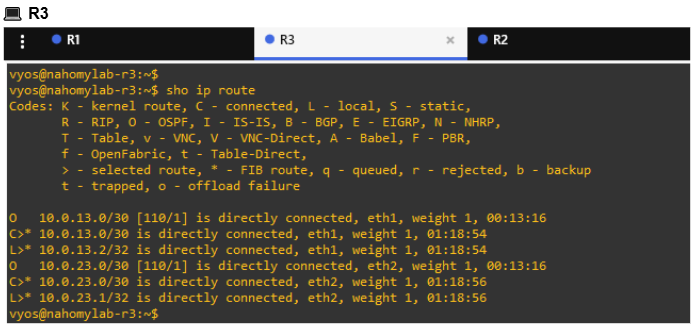 R3
R1
R3
R2
vyos@nahomylab-r3:~$
vyos@nahomylab-r3:~$ sho ip route
Codes: K - kernel route, C - connected, L - local, S - static,
       R - RIP, O - OSPF, I - IS-IS, B - BGP, E - EIGRP, N - NHRP,
       T - Table, v - VNC, V - VNC-Direct, A - Babel, F - PBR,
       f - OpenFabric, t - Table-Direct,
       > - selected route, * - FIB route, q - queued, r - rejected, b - backup
       t - trapped, o - offload failure
O   10.0.13.0/30 [110/1] is directly connected, eth1, weight 1, 00:13:16
C>* 10.0.13.0/30 is directly connected, eth1, weight 1, 01:18:54
L>* 10.0.13.2/32 is directly connected, eth1, weight 1, 01:18:54
O   10.0.23.0/30 [110/1] is directly connected, eth2, weight 1, 00:13:16
C>* 10.0.23.0/30 is directly connected, eth2, weight 1, 01:18:56
L>* 10.0.23.1/32 is directly connected, eth2, weight 1, 01:18:56
vyos@nahomylab-r3:~$